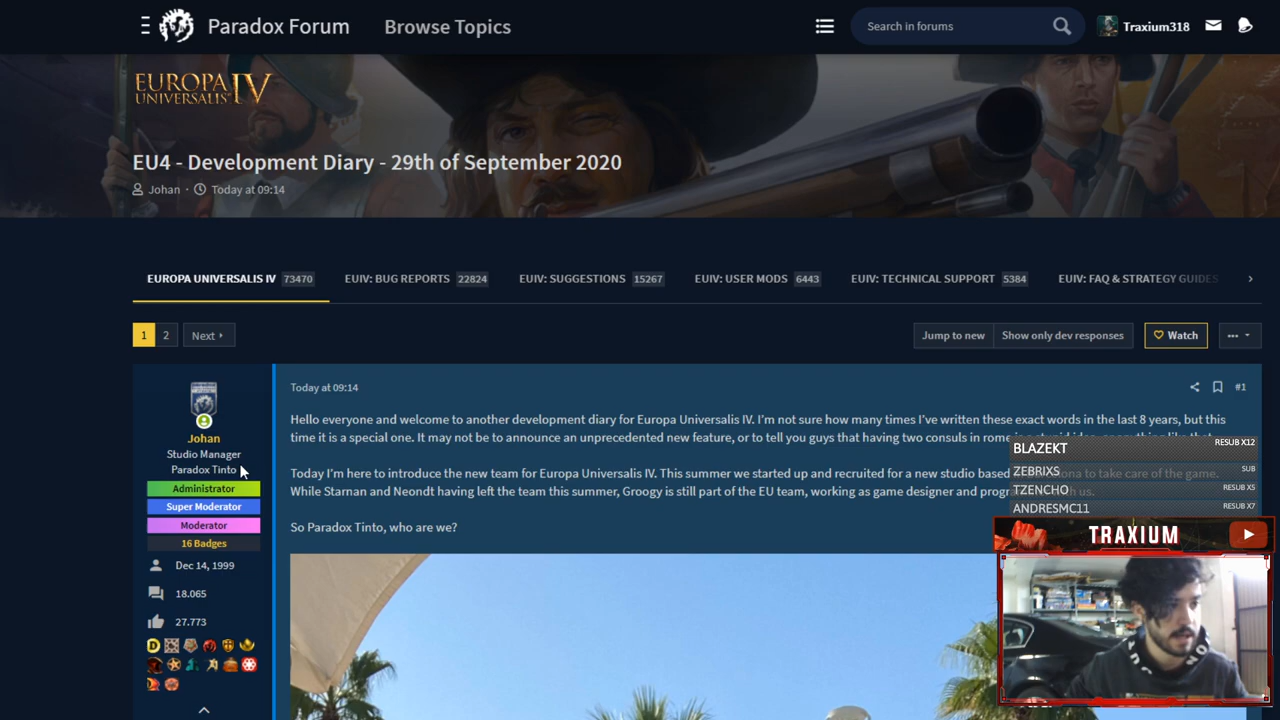 Paradox Forum
Browse Topics
Search in forums
Traxium318
EUROPA
UNIVERSALIS IV
EU4 - Development Diary - 29th of September 2020
Johan · Today at 09:14
EUROPA UNIVERSALIS IV 73470
EUIV: BUG REPORTS 22824
EUIV: SUGGESTIONS 15267
EUIV: USER MODS 6443
EUIV: TECHNICAL SUPPORT 5384
EUIV: FAQ & STRATEGY GUIDES
1 2 Next
Jump to new
Show only dev responses
Watch
Johan
Studio Manager
Paradox Tinto
Administrator
Super Moderator
Moderator
16 Badges
Dec 14, 1999
18.065
27.773
Today at 09:14
#1
Hello everyone and welcome to another development diary for Europa Universalis IV. I'm not sure how many times I've written these exact words in the last 8 years, but this
time it is a special one. It may not be to announce an unprecedented new feature, or to tell you guys that having two consuls in rome
Today I'm here to introduce the new team for Europa Universalis IV. This summer we started up and recruited for a new studio based to take care of the game.
While Starnan and Neondt having left the team this summer, Groogy is still part of the EU team, working as game designer and us.
So Paradox Tinto, who are we?
BLAZEKT RESUB X12
ZEBRIXS SUB
TZENCHO RESUB X5
ANDRESMC11 RESUB X7
TRAXIUM